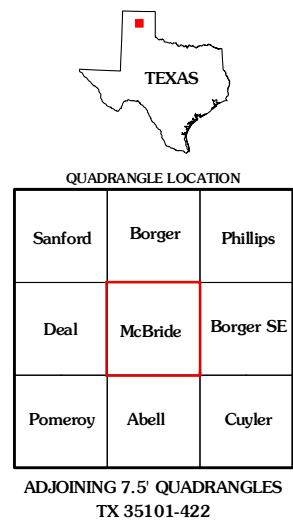 TEXAS
QUADRANGLE LOCATION
Sanford Borger Phillips
Deal McBride Borger SE
Pomeroy Abell Cuyler
ADJOINING 7.5' QUADRANGLES
TX 35101-422